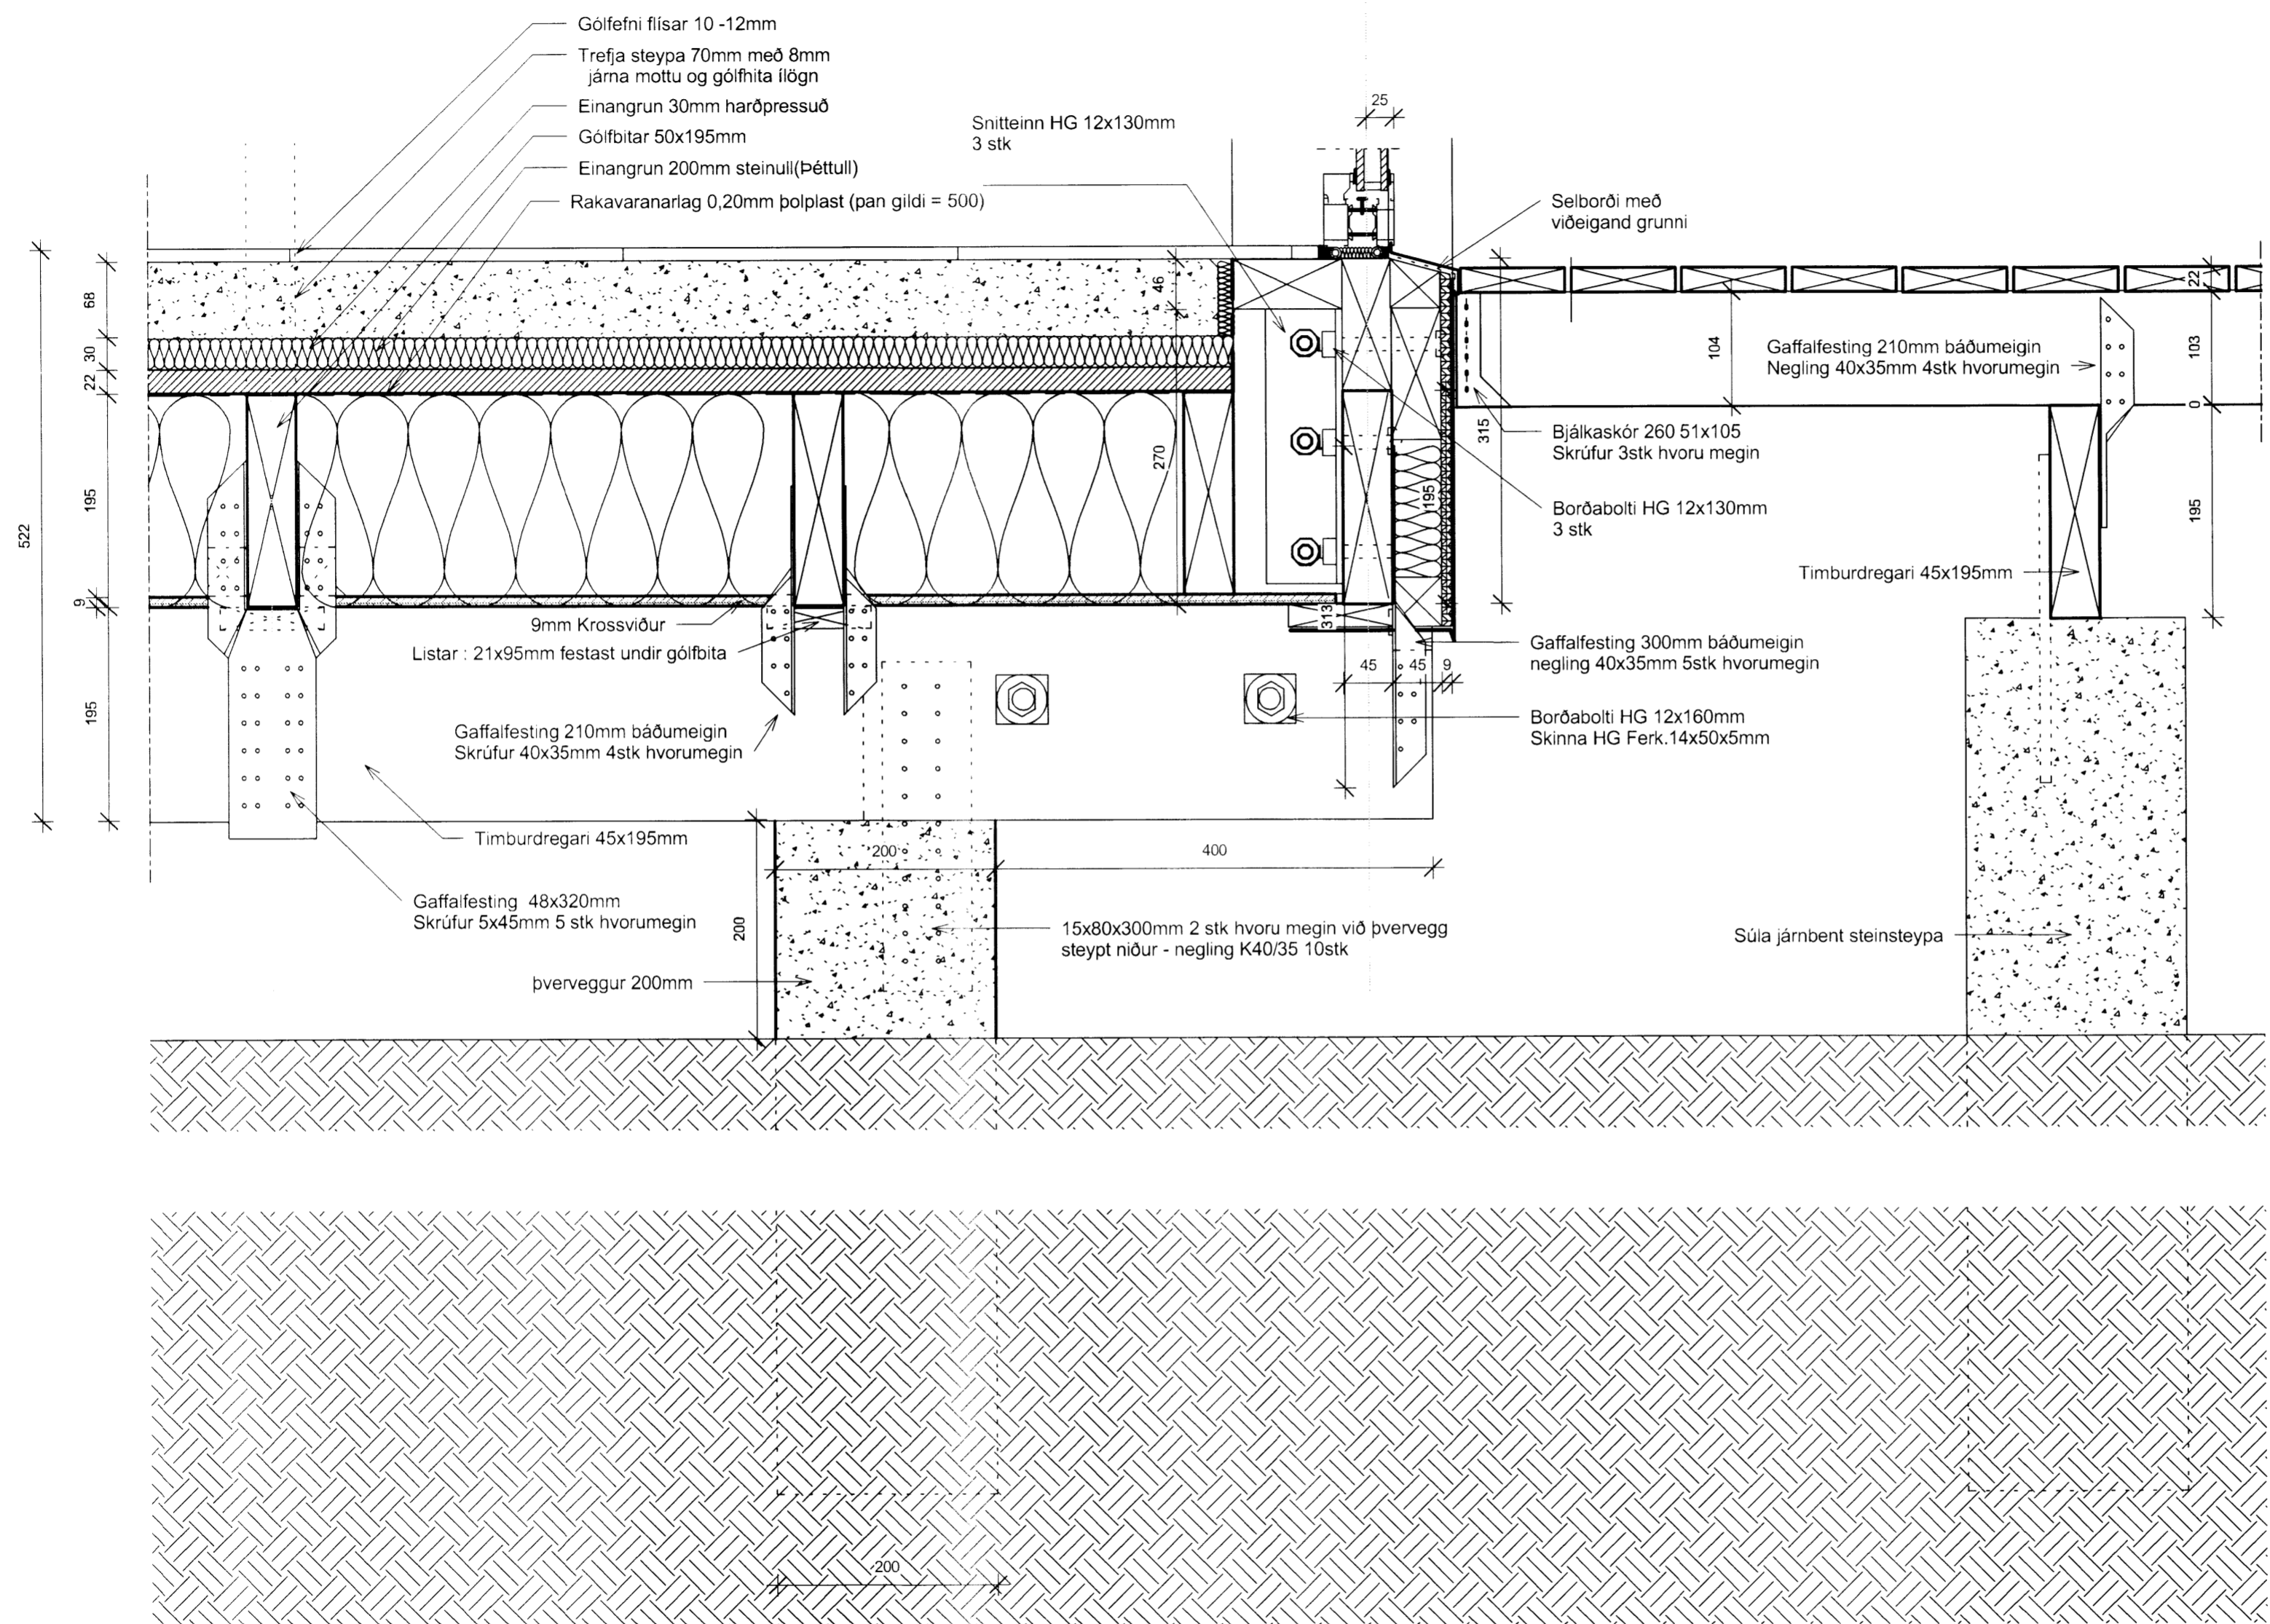 Gólfefni flísar 10 -12mm
Trefja steypa 70mm með 8mm
járna mottu og gólfhita ílögn
Einangrun 30mm harðpressuð
Gólfbitar 50x195mm
Einangrun 200mm steinull(Þéttull)
Rakavaranarlag 0,20mm þolplast (pan gildi = 500)
Snitteinn HG 12x130mm
3 stk
25
Selborði með
viðeigand grunni
522
68
30
22
195
9
195
46
270
313
315
195
104
22
103
0
195
Gaffalfesting 210mm báðumeigin
Negling 40x35mm 4stk hvorumegin
Bjálkaskór 260 51x105
Skrúfur 3stk hvoru megin
Borðabolti HG 12x130mm
3 stk
Timburdregari 45x195mm
9mm Krossviður
Listar : 21x95mm festast undir gólfbita
Gaffalfesting 300mm báðumeigin
negling 40x35mm 5stk hvorumegin
45
45
9
Gaffalfesting 210mm báðumeigin
Skrúfur 40x35mm 4stk hvorumegin
Borðabolti HG 12x160mm
Skinna HG Ferk.14x50x5mm
Timburdregari 45x195mm
200
400
Gaffalfesting 48x320mm
Skrúfur 5x45mm 5 stk hvorumegin
200
15x80x300mm 2 stk hvoru megin við þvervegg
steypt niður - negling K40/35 10stk
Súla járnbent steinsteypa
þverveggur 200mm
200